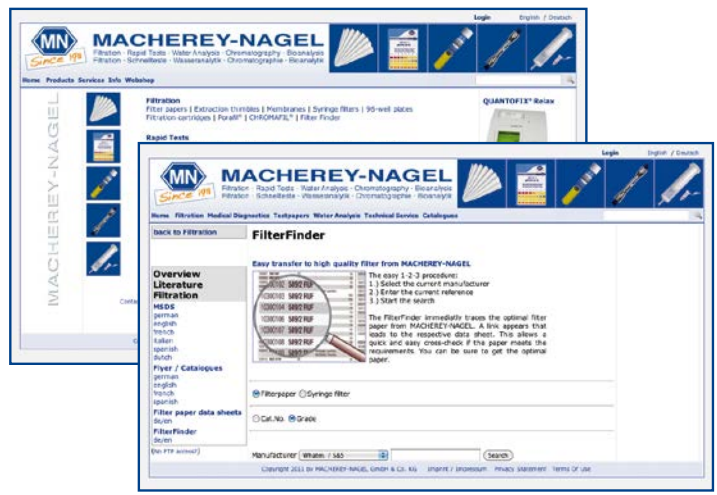 Login English / Deutsch
MN
Since 1911
MACHEREY-NAGEL
Filtration · Rapid Tests · Water Analysis · Chromatography · Bioanalysis
Filtration · Schnellteste · Wasseranalytik · Chromatographie · Bioanalytik
Home Products Services Info Webshop
MACHEREY-NAGEL
Filtration
Filter papers | Extraction thimbles | Membranes | Syringe filters | 96-well plates
Filtration-cartridges | Porafil® | CHROMAFIL® | Filter Finder
Rapid Tests
QUANTOFIX® Relax
Login English / Deutsch
MN
Since 1911
MACHEREY-NAGEL
Filtration · Rapid Tests · Water Analysis · Chromatography · Bioanalysis
Filtration · Schnellteste · Wasseranalytik · Chromatographie · Bioanalytik
Home Filtration Medical Diagnostics Testpapers Water Analysis Technical Service Catalogues
back to Filtration
Overview
Literature
Filtration
MSDS
german
english
french
italian
spanish
dutch
Flyer / Catalogues
german
english
french
spanish
Filter paper data sheets
de/en
FilterFinder
de/en
(No FTP access!)
FilterFinder
Easy transfer to high quality filter from MACHEREY-NAGEL
The easy 1-2-3 procedure:
1.) Select the current manufacturer
2.) Enter the current reference
3.) Start the search
The FilterFinder immediatly traces the optimal filter
paper from MACHEREY-NAGEL. A link appears that
leads to the respective data sheet. This allows a
quick and easy cross-check if the paper meets the
requirements. You can be sure to get the optimal
paper.
Filterpaper Syringe filter
Cat.No. Grade
Manufacturer Whatm. / S&S Search
Copyright 2011 by MACHEREY-NAGEL GmbH & Co. KG Imprint / Impressum Privacy Statement Terms Of Use